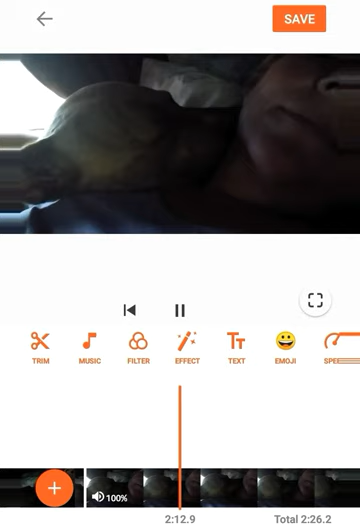 SAVE
TRIM
MUSIC
FILTER
EFFECT
TEXT
EMOJI
100%
2:12.9
Total 2:26.2